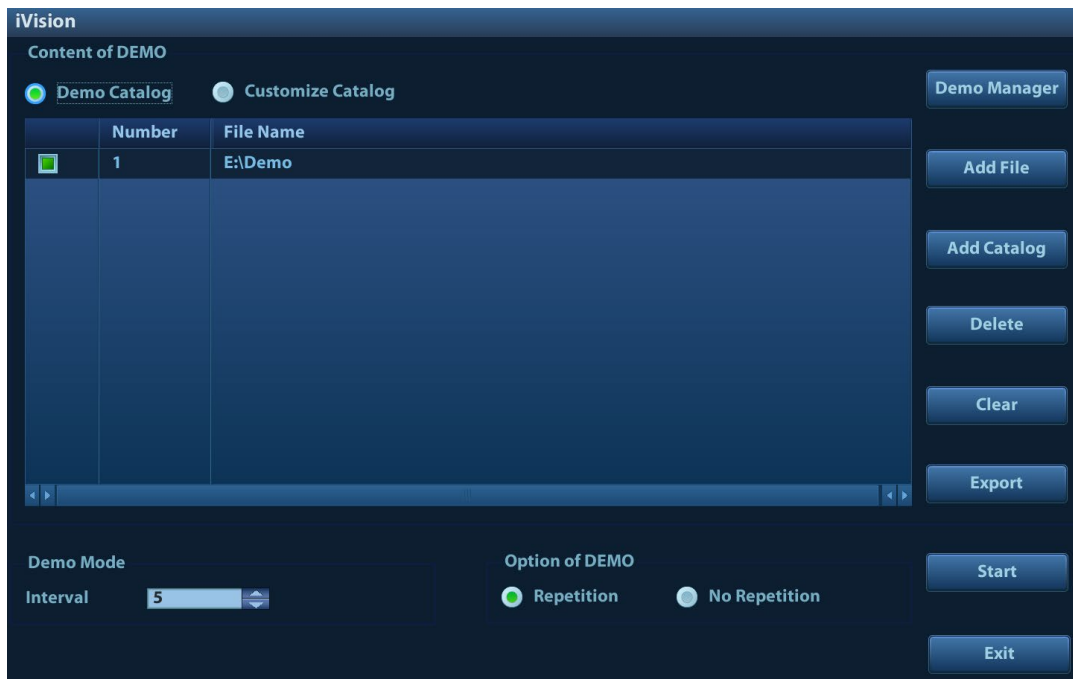 iVision
Content of DEMO
Demo Catalog Customize Catalog
Demo Manager
Number File Name
1 E:\Demo
Add File
Add Catalog
Delete
Clear
Export
Demo Mode
Interval 5
Option of DEMO
Repetition No Repetition
Start
Exit